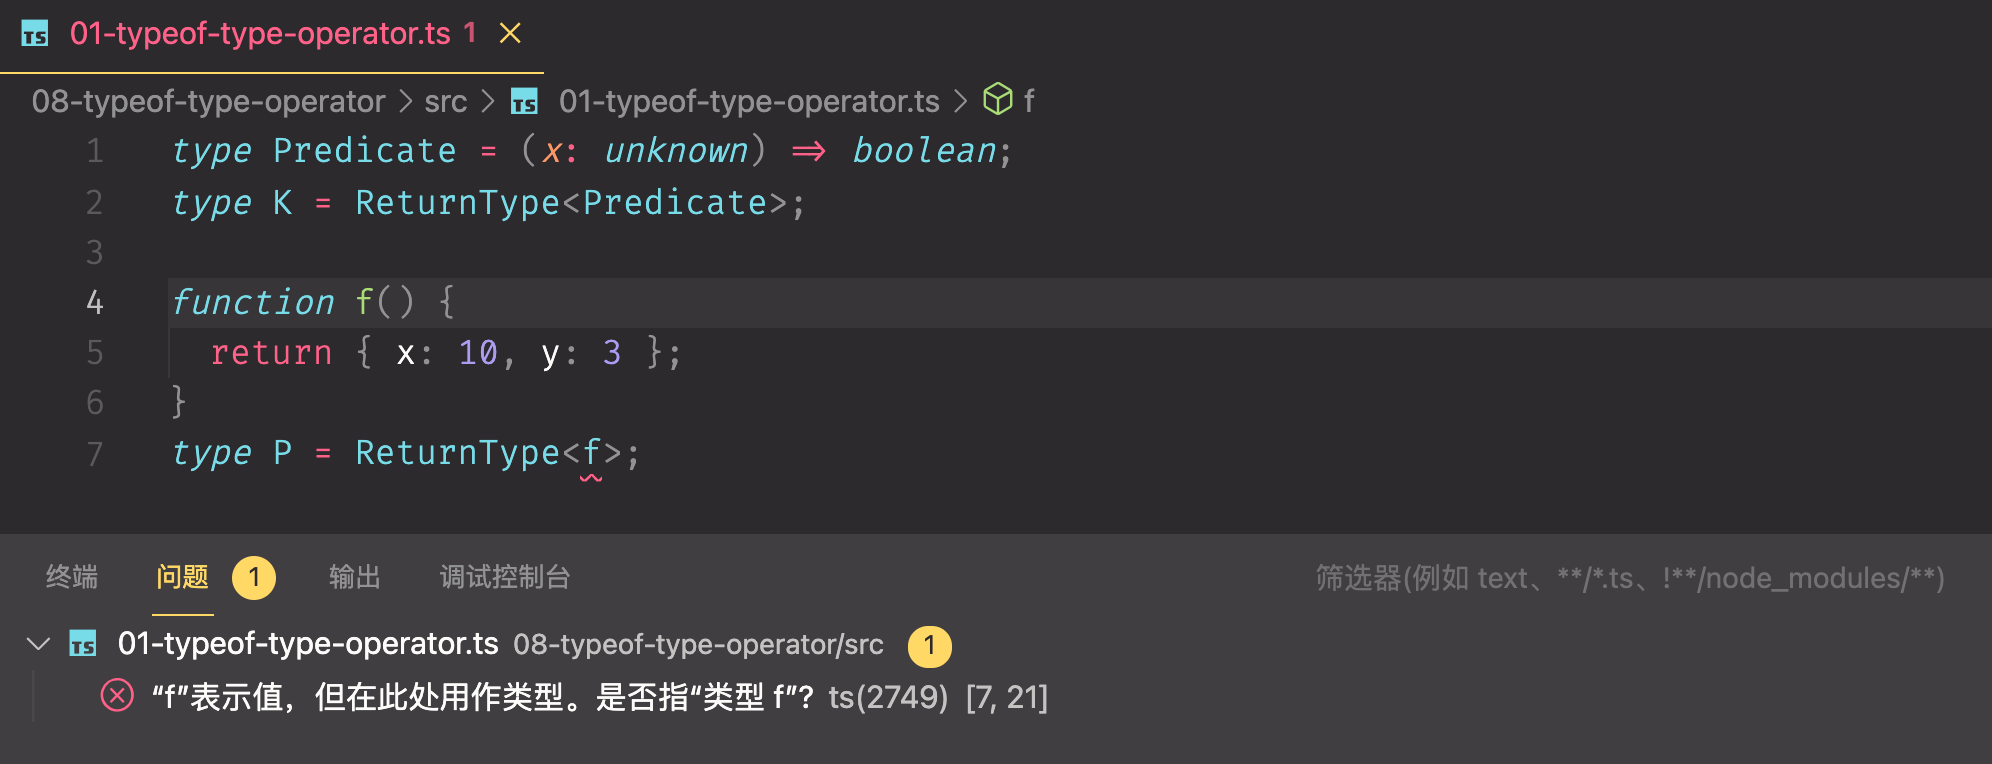 TS 01-typeof-type-operator.ts 1
08-typeof-type-operator > src > TS 01-typeof-type-operator.ts > f
1 type Predicate = (x: unknown) => boolean;
2 type K = ReturnType<Predicate>;
3
4 function f() {
5 return { x: 10, y: 3 };
6 }
7 type P = ReturnType<f>;
终端 问题 1 输出 调试控制台 筛选器(例如 text、**/*.ts、!**/node_modules/**)
TS 01-typeof-type-operator.ts 08-typeof-type-operator/src 1
“f”表示值，但在此处用作类型。是否指“类型 f”? ts(2749) [7, 21]